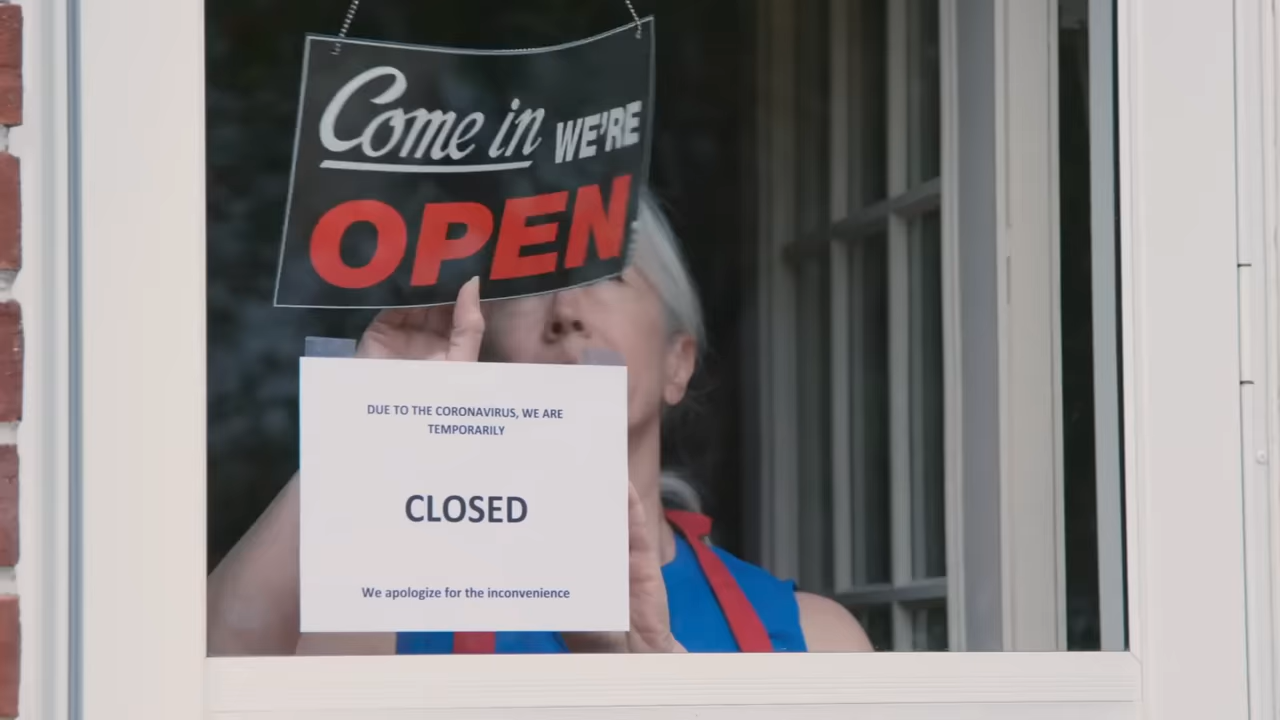 Come in WE'RE
OPEN
DUE TO THE CORONAVIRUS, WE ARE
TEMPORARILY
CLOSED
We apologize for the inconvenience